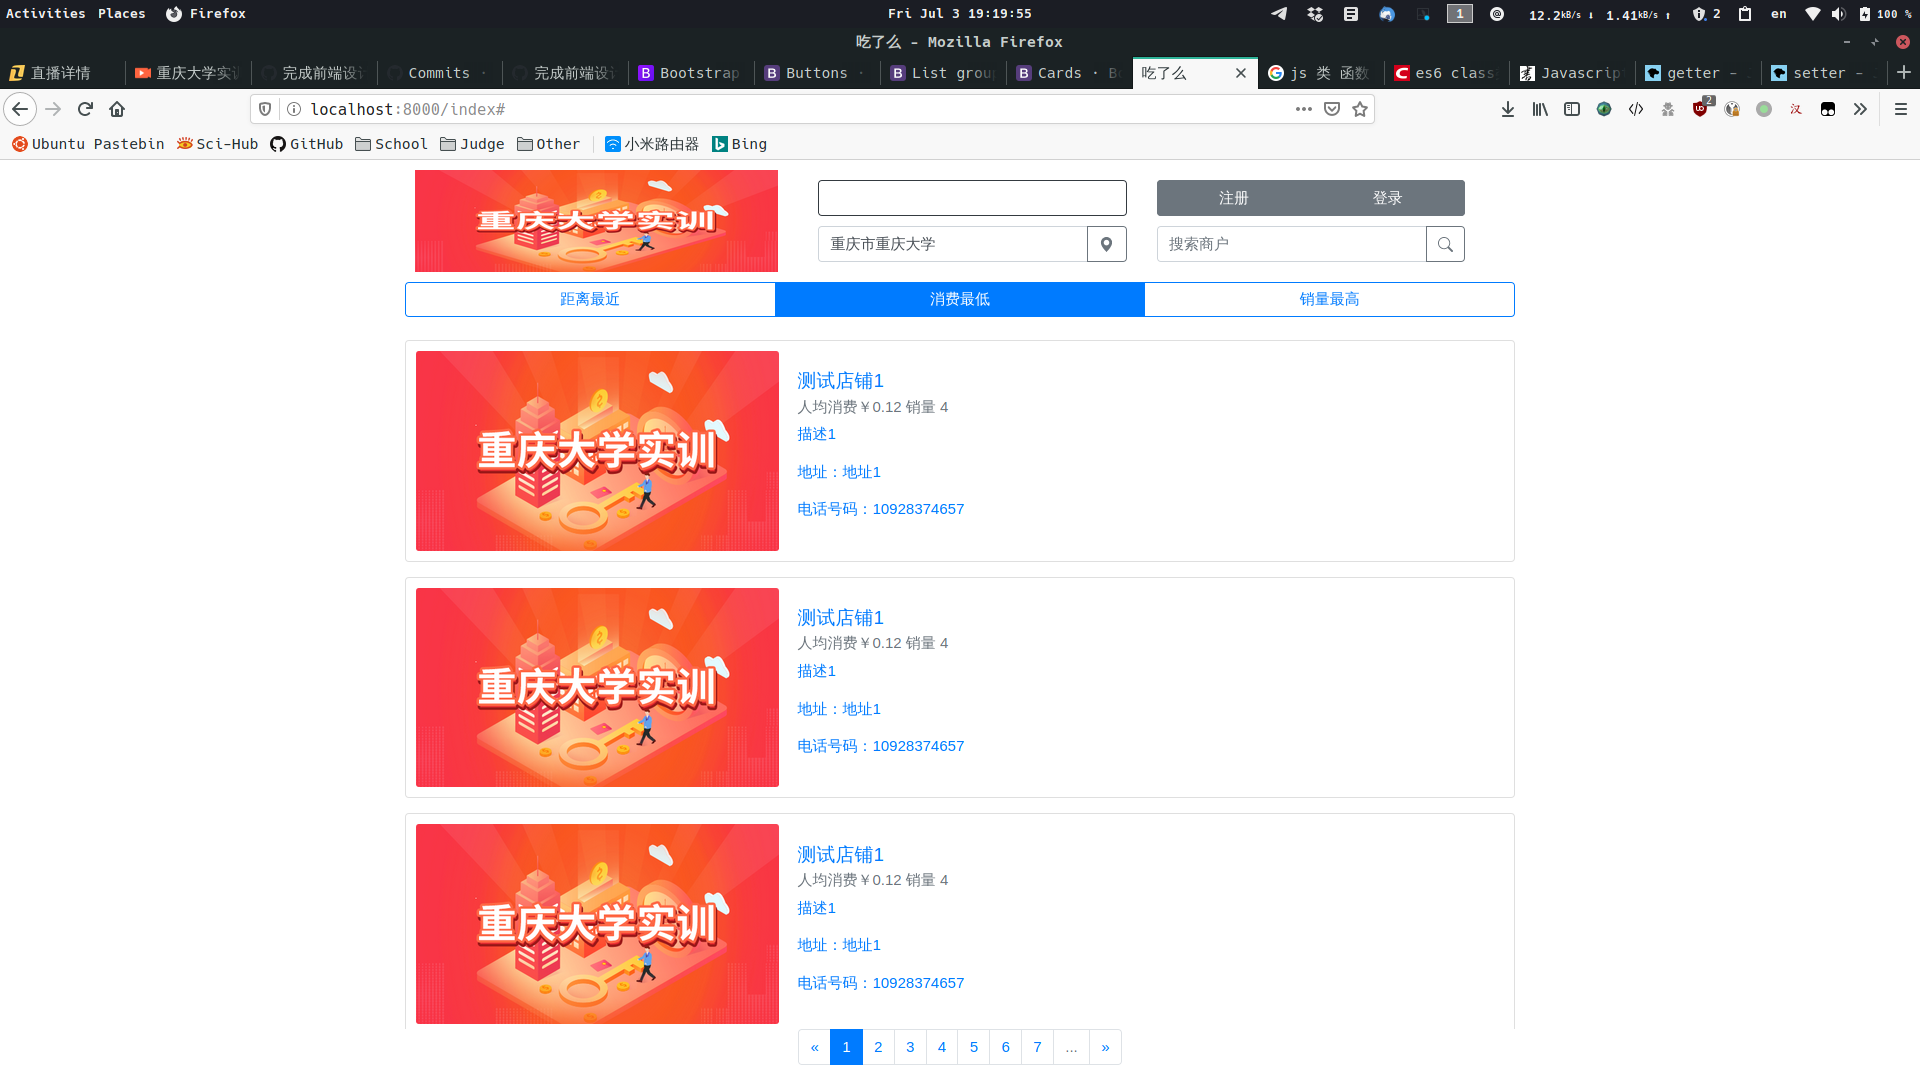 Activities Places Firefox Fri Jul 3 19:19:55 1 12.2kB/s ↓ 1.41kB/s ↑ 2 en 100 %
吃了么 - Mozilla Firefox
直播详情 重庆大学实训 完成前端设计 Commits · 完成前端设计 Bootstrap Buttons · List grou Cards · B 吃了么 js 类 函数 es6 class Javascrip getter - setter -
localhost:8000/index# 2
Ubuntu Pastebin Sci-Hub GitHub School Judge Other 小米路由器 Bing
重庆大学实训
注册 登录
重庆市重庆大学 搜索商户
距离最近 消费最低 销量最高
重庆大学实训
测试店铺1
人均消费￥0.12 销量 4
描述1
地址：地址1
电话号码：10928374657
重庆大学实训
测试店铺1
人均消费￥0.12 销量 4
描述1
地址：地址1
电话号码：10928374657
重庆大学实训
测试店铺1
人均消费￥0.12 销量 4
描述1
地址：地址1
电话号码：10928374657
« 1 2 3 4 5 6 7 ... »